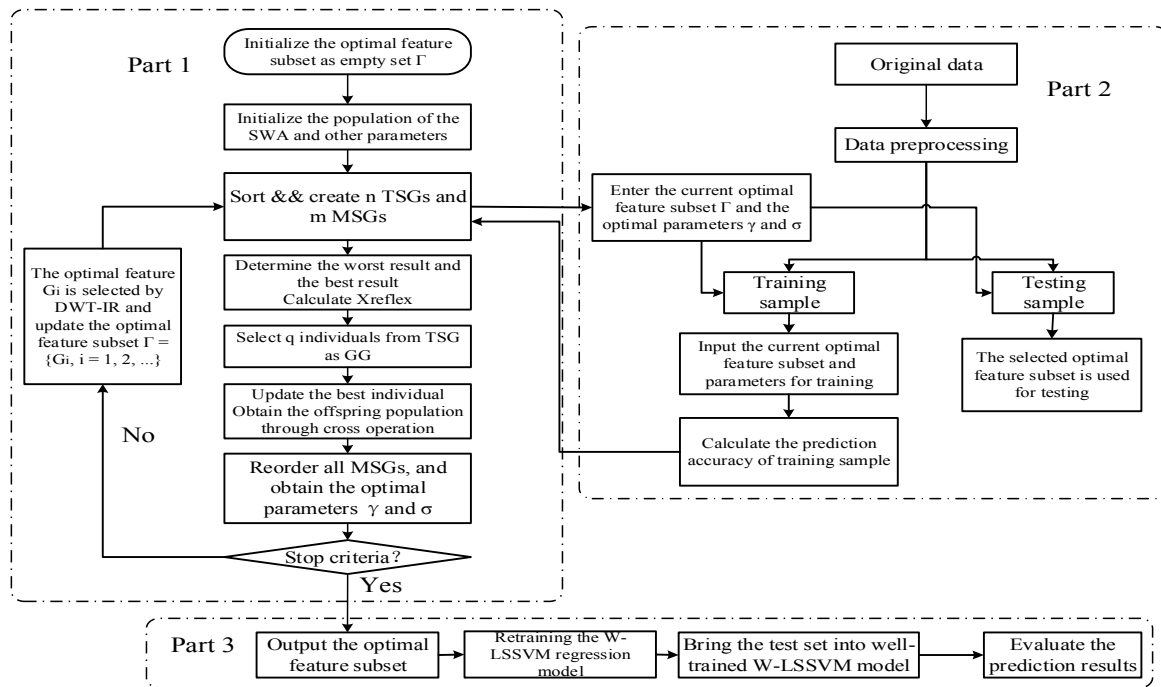 Part 1
Initialize the optimal feature
subset as empty set Γ
Initialize the population of the
SWA and other parameters
Sort && create n TSGs and
m MSGs
Determine the worst result and
the best result
Calculate Xreflex
Select q individuals from TSG
as GG
Update the best individual
Obtain the offspring population
through cross operation
Reorder all MSGs, and
obtain the optimal
parameters γ and σ
Stop criteria?
No
Yes
The optimal feature
Gi is selected by
DWT-IR and
update the optimal
feature subset Γ =
{Gi, i = 1, 2, ...}
Part 2
Original data
Data preprocessing
Enter the current optimal
feature subset Γ and the
optimal parameters γ and σ
Training
sample
Testing
sample
Input the current optimal
feature subset and
parameters for training
The selected optimal
feature subset is used
for testing
Calculate the prediction
accuracy of training sample
Part 3
Output the optimal
feature subset
Retraining the W-
LSSVM regression
model
Bring the test set into well-
trained W-LSSVM model
Evaluate the
prediction results